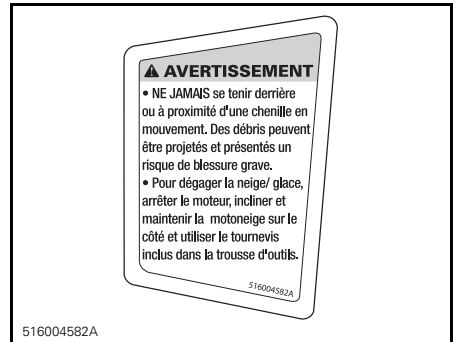 ⚠ AVERTISSEMENT
• NE JAMAIS se tenir derrière
ou à proximité d'une chenille en
mouvement. Des débris peuvent
être projetés et présentés un
risque de blessure grave.
• Pour dégager la neige/ glace,
arrêter le moteur, incliner et
maintenir la motoneige sur le
côté et utiliser le tournevis
inclus dans la trousse d'outils.
516004582A
516004582A